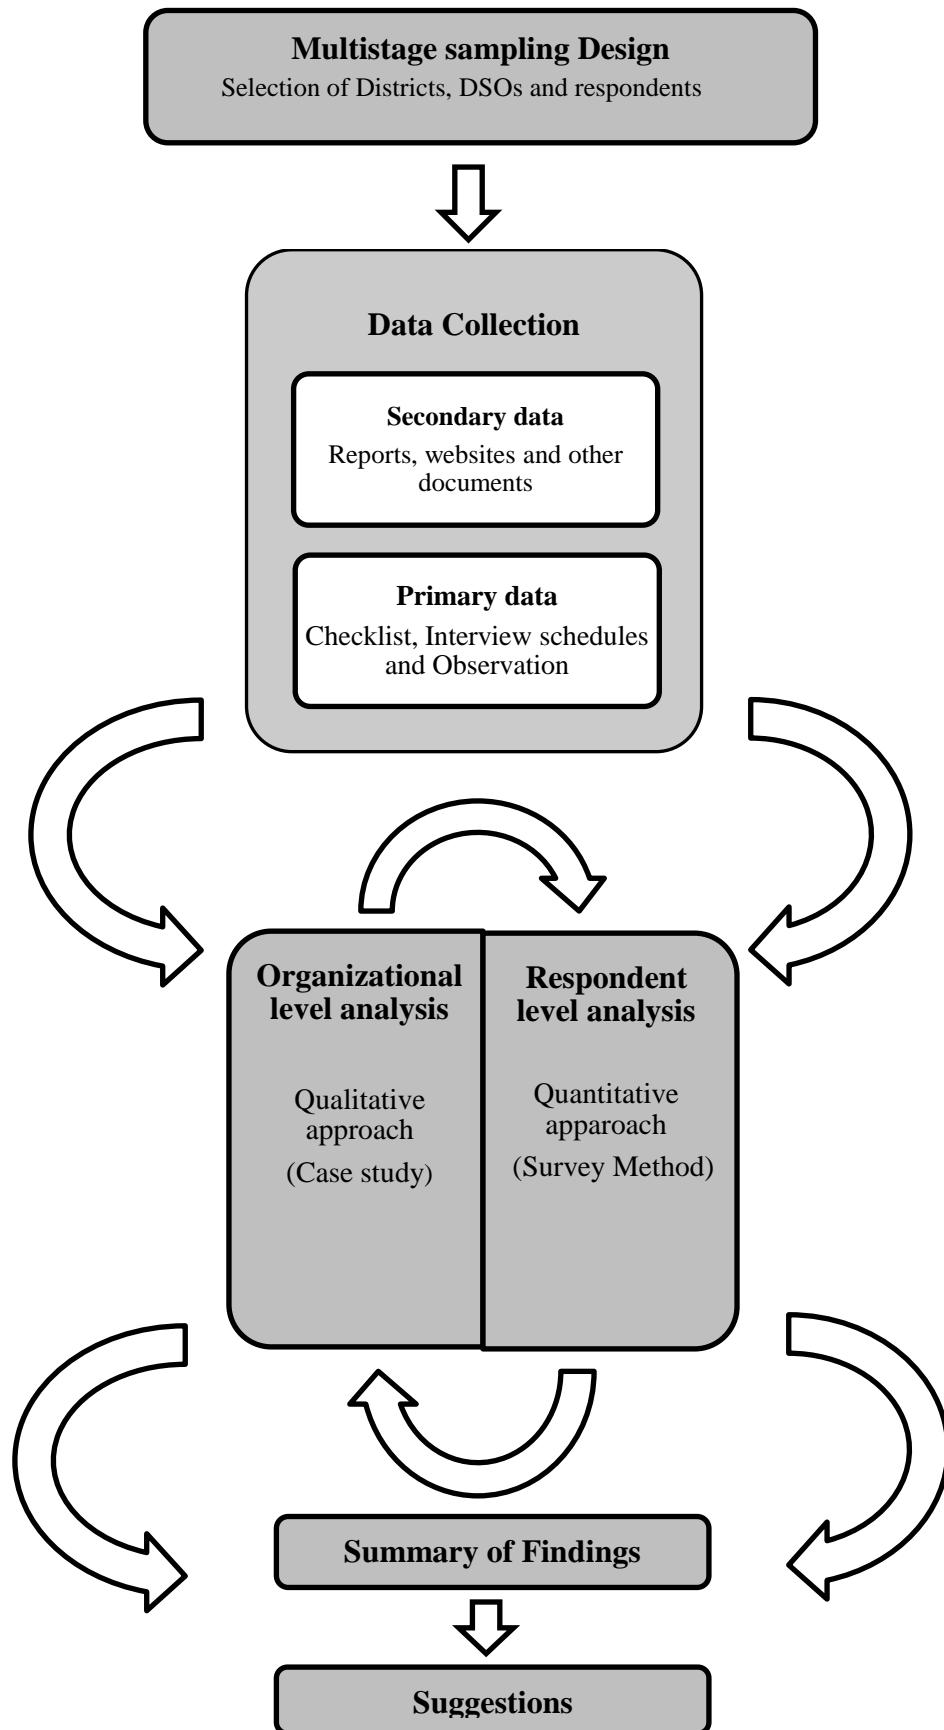 Multistage sampling Design
Selection of Districts, DSOs and respondents
Data Collection
Secondary data
Reports, websites and other
documents
Primary data
Checklist, Interview schedules
and Observation
Organizational
level analysis
Qualitative
approach
(Case study)
Respondent
level analysis
Quantitative
apparoach
(Survey Method)
Summary of Findings
Suggestions